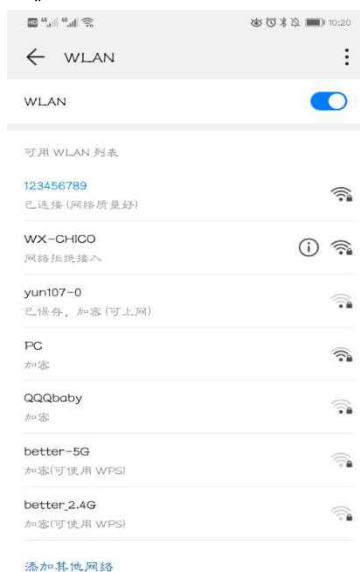 HD 46 46 10:20
WLAN
WLAN
可用 WLAN 列表
123456789
已连接 (网络质量好)
WX-CHICO
网络拒绝接入
yun107-0
已保存，加密 (可上网)
PC
加密
QQQbaby
加密
better-5G
加密(可使用 WPS)
better_2.4G
加密(可使用 WPS)
添加其他网络